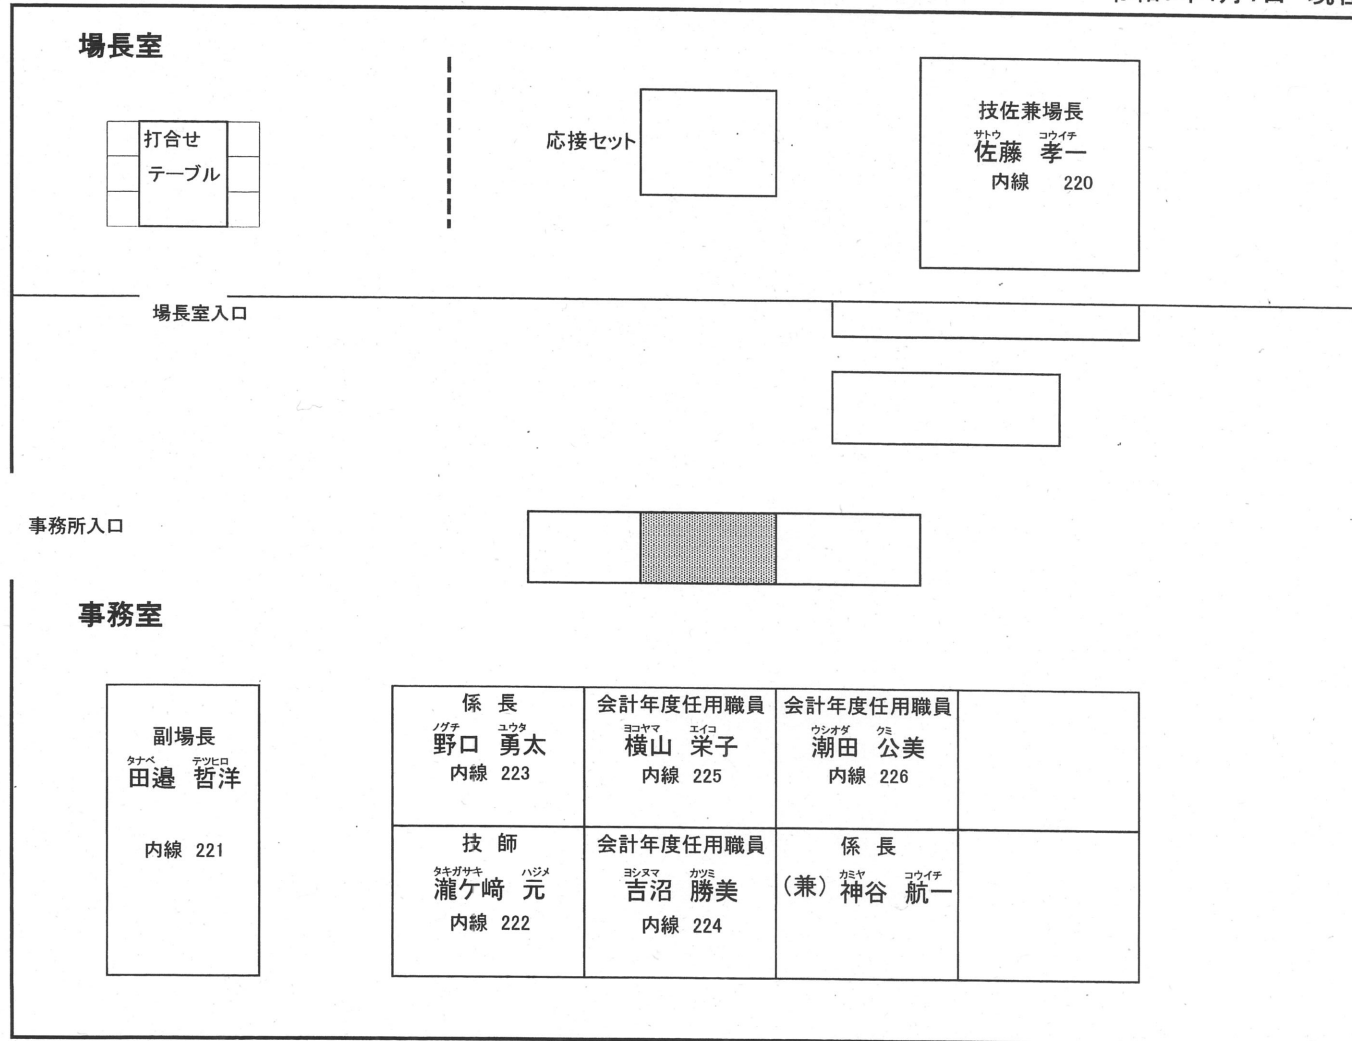 場長室
打合せ
テーブル
応接セット
技佐兼場長
サトウ コウイチ
佐藤 孝一
内線 220
場長室入口
事務所入口
事務室
副場長
タナベ テツヒロ
田邉 哲洋
内線 221
係 長
ノグチ ユウタ
野口 勇太
内線 223
会計年度任用職員
ヨコヤマ エイコ
横山 栄子
内線 225
会計年度任用職員
ウシオダ クミ
潮田 公美
内線 226
技 師
タキガサキ ハジメ
瀧ケ﨑 元
内線 222
会計年度任用職員
ヨシヌマ カツミ
吉沼 勝美
内線 224
係 長
カミヤ コウイチ
（兼） 神谷 航一